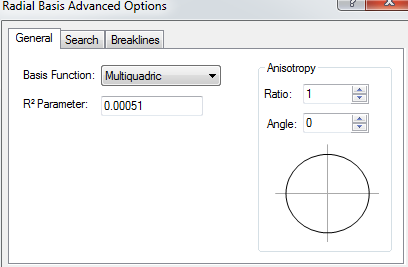 Radial Basis Advanced Options
General Search Breaklines
Basis Function: Multiquadric
R² Parameter: 0.00051
Anisotropy
Ratio: 1
Angle: 0